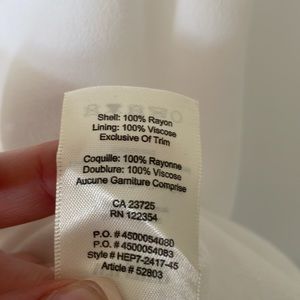 Shell: 100% Rayon
Lining: 100% Viscose
Exclusive Of Trim
Coquille: 100% Rayonne
Doublure: 100% Viscose
Aucune Garniture Comprise
CA 23725
RN 122354
P.O. # 4500054080
P.O. # 4500054083
Style # HEP7-2417-45
Article # 52803